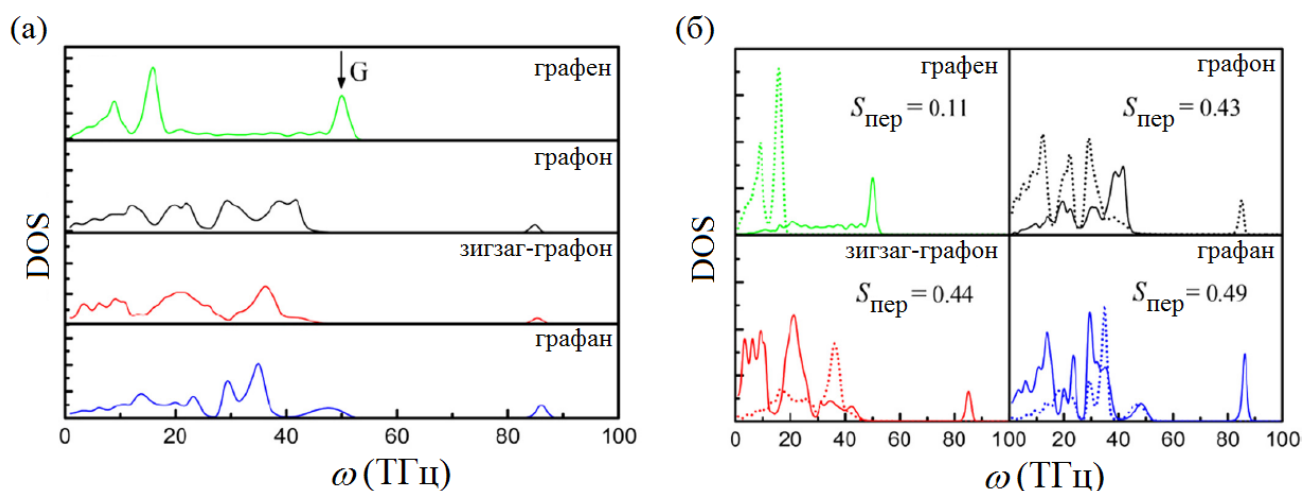 (а)
DOS
графен
G
графон
зигзаг-графон
графан
0 20 40 60 80 100
ω (ТГц)
(б)
DOS
графен
Sпер = 0.11
графон
Sпер = 0.43
зигзаг-графон
Sпер = 0.44
графан
Sпер = 0.49
0 20 40 60 80 100 20 40 60 80 100
ω (ТГц)